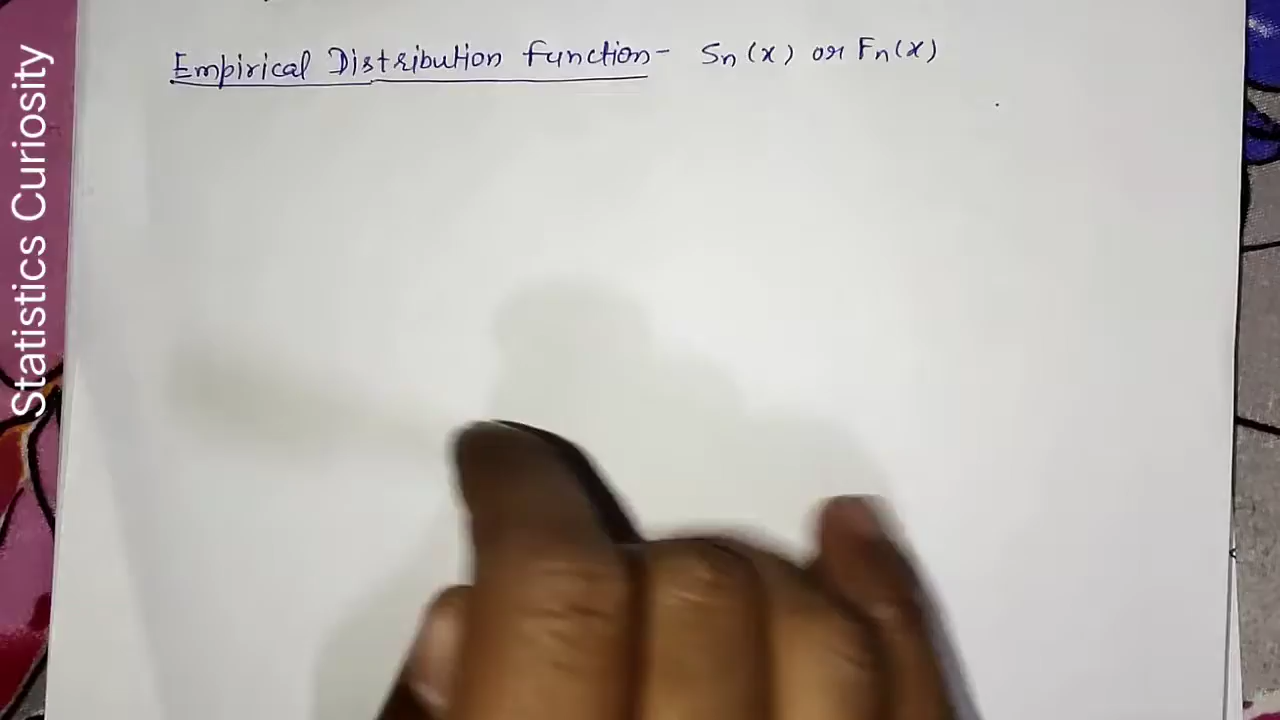 Empirical Distribution function- Sn(x) or Fn(x)
Statistics Curiosity